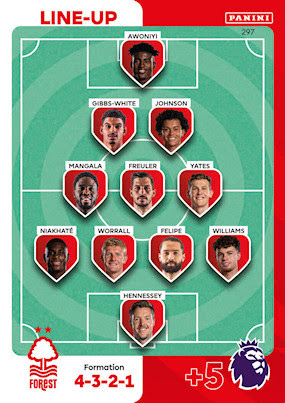 LINE-UP
PANINI
297
AWONIYI
GIBBS-WHITE JOHNSON
MANGALA FREULER YATES
NIAKHATÉ WORRALL FELIPE WILLIAMS
HENNESSEY
FOREST
Formation
4-3-2-1
+5